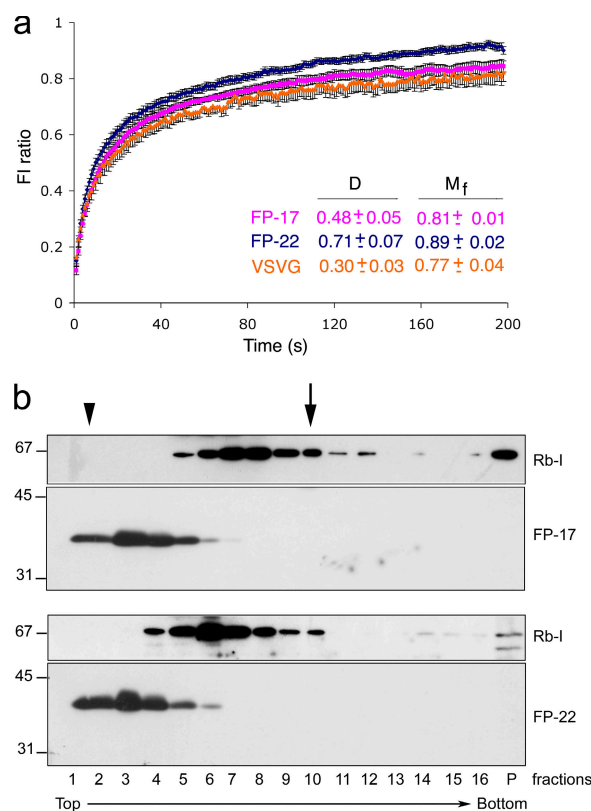 a
FI ratio
1
0.8
0.6
0.4
0.2
0
0 40 80 120 160 200
Time (s)
D M f
FP-17 0.48 ± 0.05 0.81 ± 0.01
FP-22 0.71 ± 0.07 0.89 ± 0.02
VSVG 0.30 ± 0.03 0.77 ± 0.04
b
67 Rb-I
45
FP-17
31
67 Rb-I
45
FP-22
31
1 2 3 4 5 6 7 8 9 10 11 12 13 14 15 16 P fractions
Top Bottom